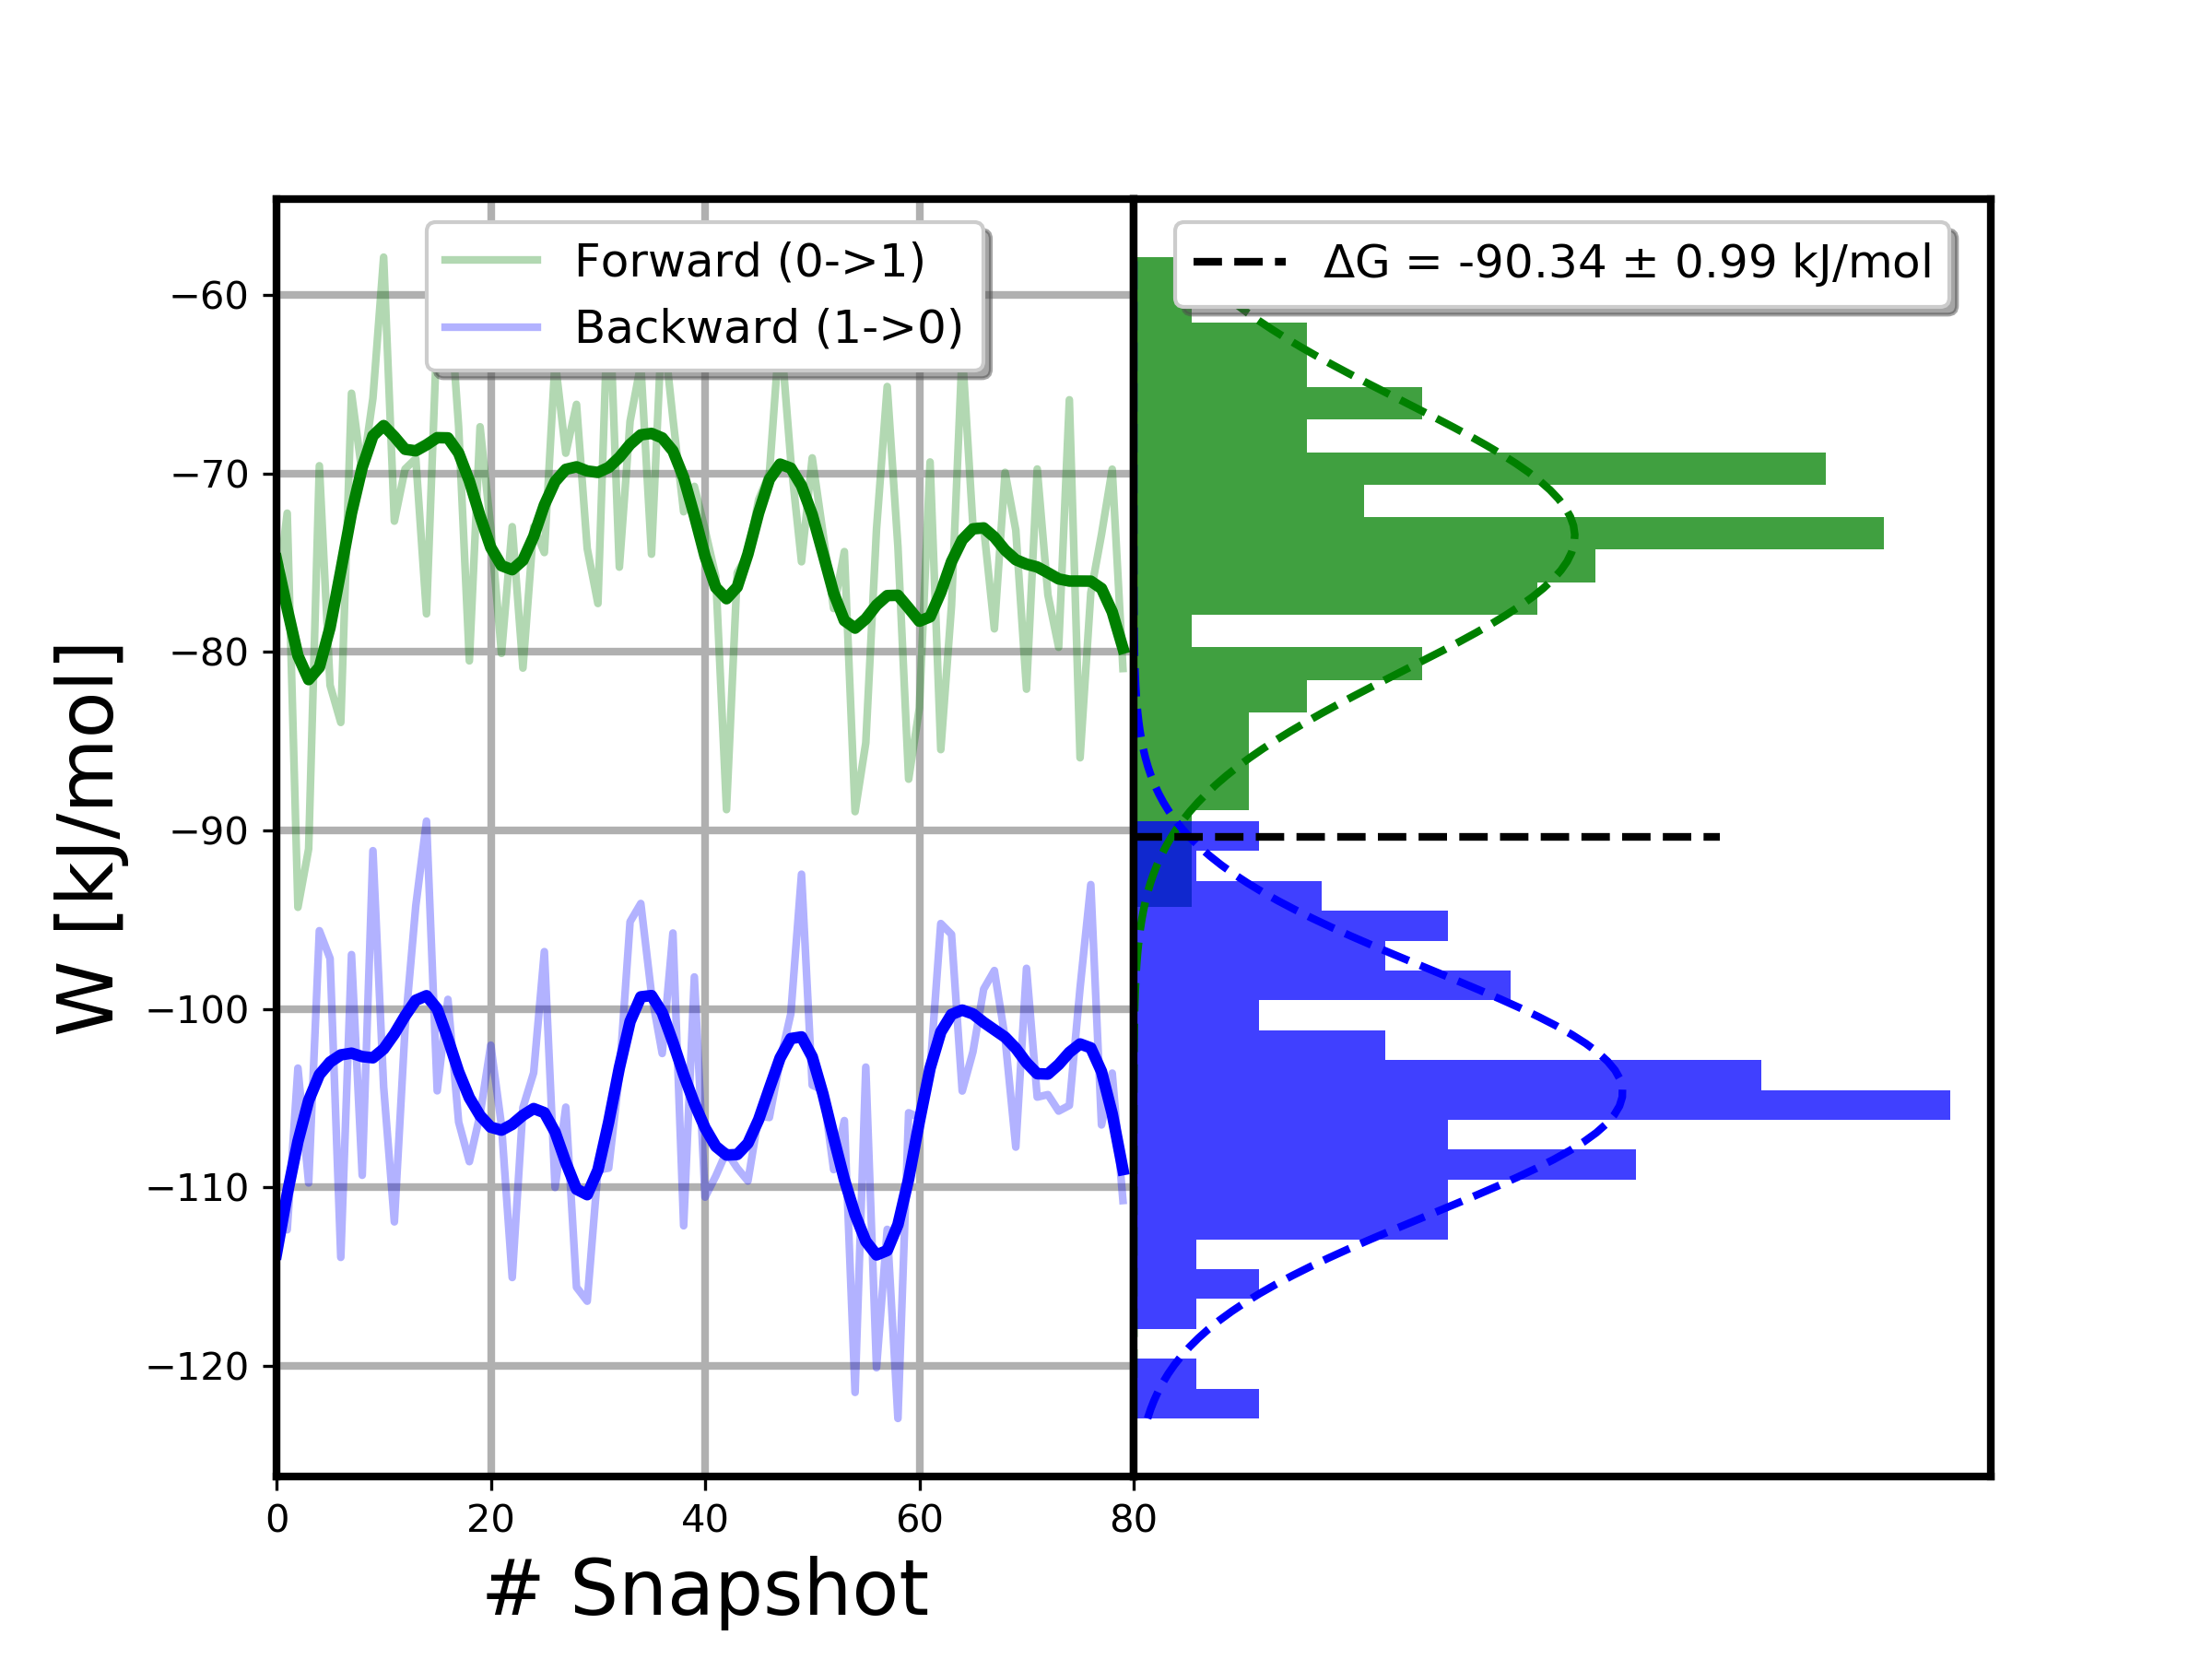 Forward (0->1)
Backward (1->0)
ΔG = -90.34 ± 0.99 kJ/mol
−60
−70
−80
−90
−100
−110
−120
W [kJ/mol]
0 20 40 60 80
# Snapshot